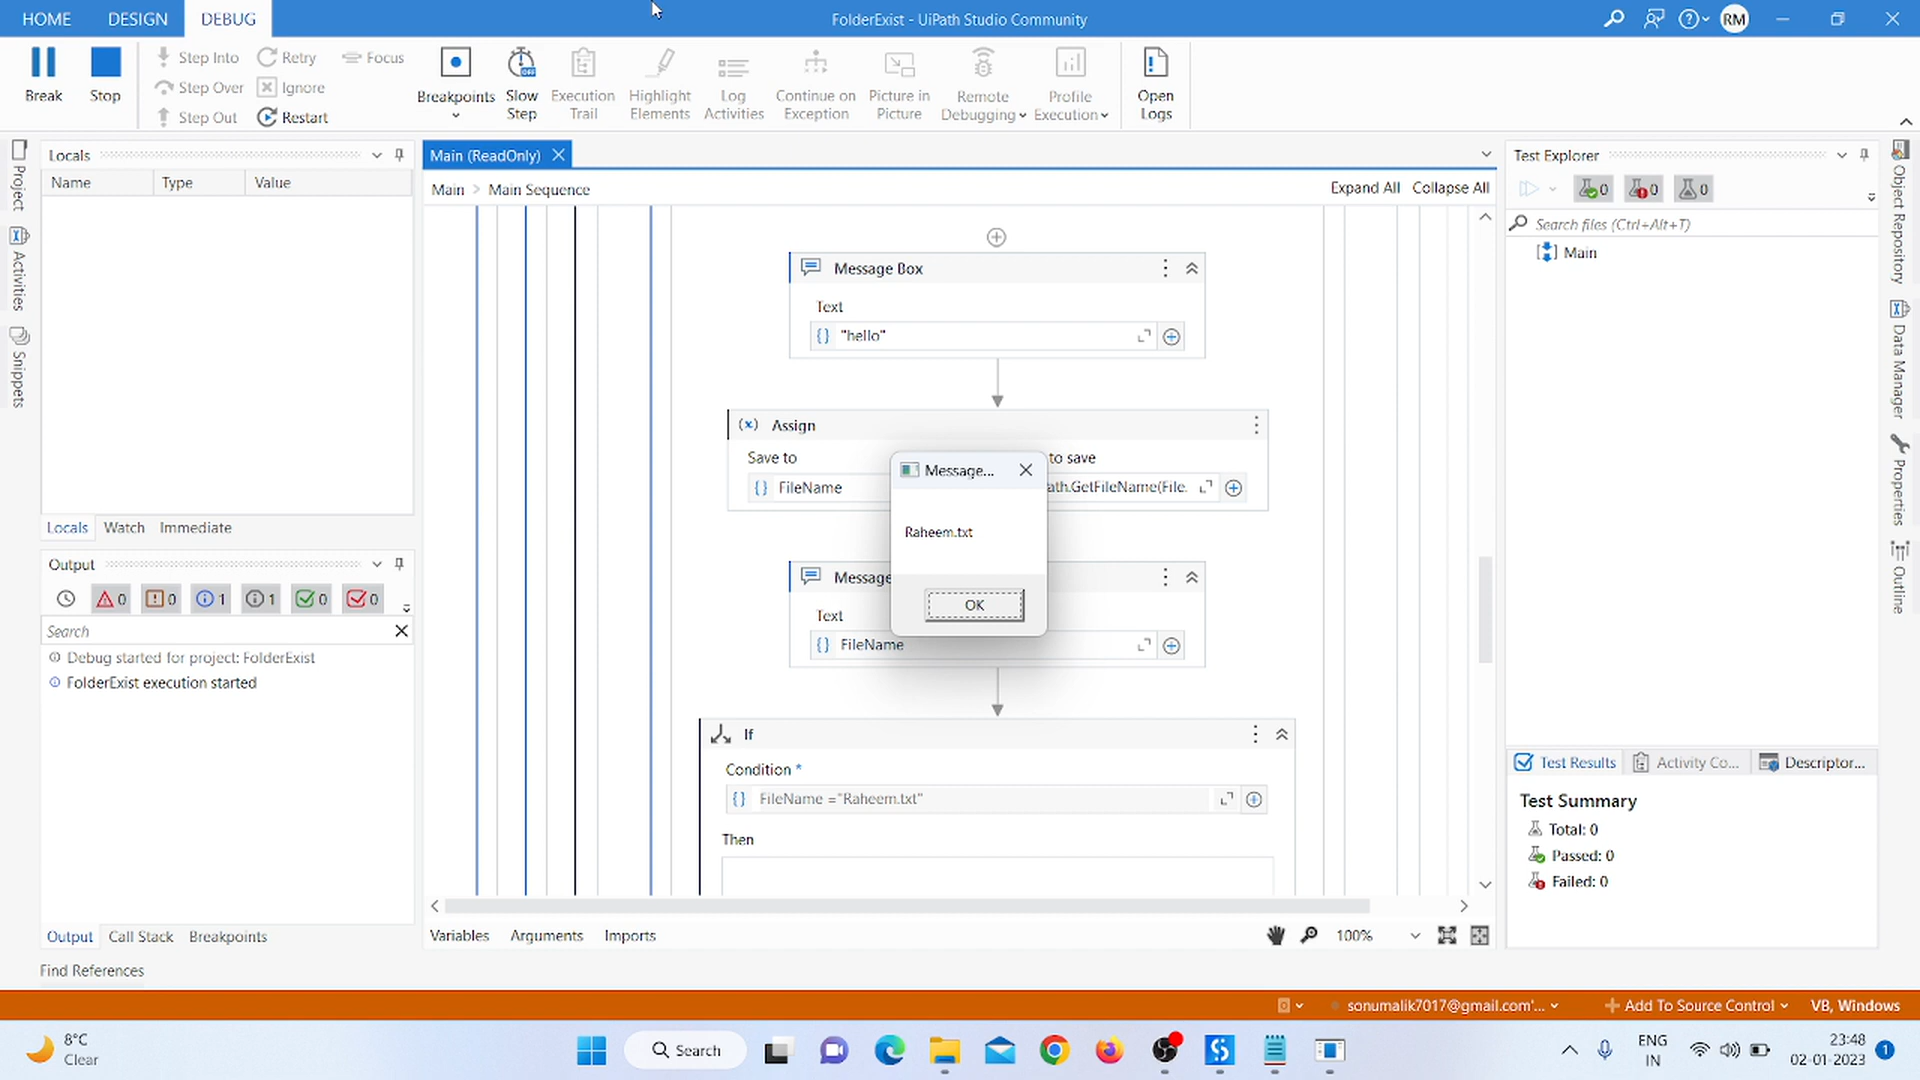 HOME DESIGN DEBUG FolderExist - UiPath Studio Community RM
Break Stop Step Into Retry Focus
Step Over Ignore
Step Out Restart
Breakpoints Slow Step Execution Trail Highlight Elements Log Activities Continue on Exception Picture in Picture Remote Debugging Profile Execution Open Logs
Project
Activities
Snippets
Locals
Name Type Value
Locals Watch Immediate
Output
0 0 1 1 0 0
Search
Debug started for project: FolderExist
FolderExist execution started
Output Call Stack Breakpoints
Find References
Main (ReadOnly)
Main > Main Sequence Expand All Collapse All
Message Box
Text
"hello"
(x) Assign
Save to to save
FileName ath.GetFileName(File.
Message... 
Raheem.txt
OK
Message
Text
FileName
If
Condition *
FileName ="Raheem.txt"
Then
Variables Arguments Imports 100%
Test Explorer
0 0 0
Search files (Ctrl+Alt+T)
Main
Test Results Activity Co... Descriptor...
Test Summary
Total: 0
Passed: 0
Failed: 0
Object Repository
Data Manager
Properties
Outline
sonumalik7017@gmail.com'... Add To Source Control VB, Windows
8°C
Clear
Search
ENG
IN
23:48
02-01-2023
1